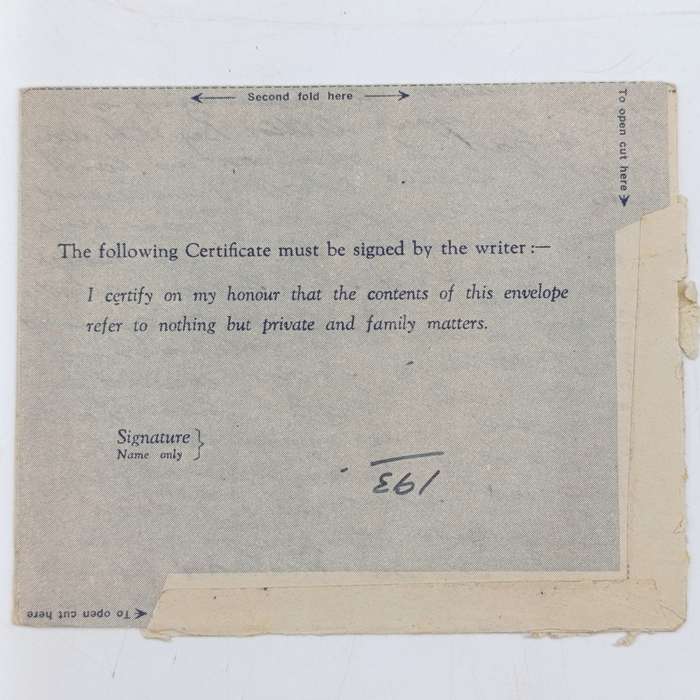 Second fold here
To open cut here
The following Certificate must be signed by the writer :—
I certify on my honour that the contents of this envelope
refer to nothing but private and family matters.
Signature }
Name only
193
To open cut here